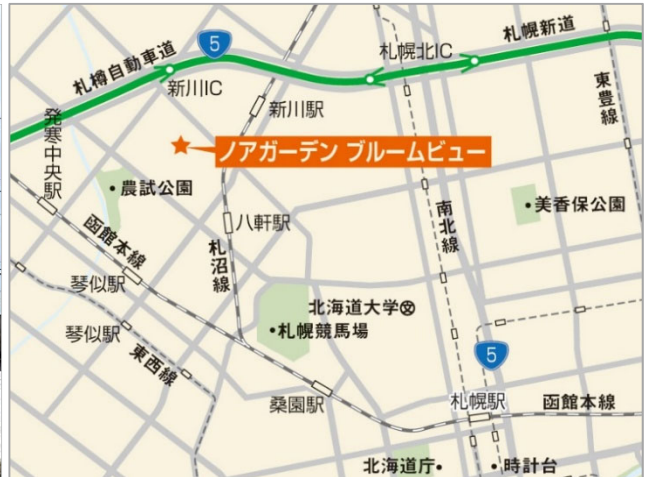 5
札幌北IC
札幌新道
札樽自動車道
新川IC
東豊線
新川駅
発寒中央駅
ノアガーデン ブルームビュー
農試公園
美香保公園
八軒駅
南北線
函館本線
札沼線
琴似駅
北海道大学
琴似駅
札幌競馬場
東西線
5
桑園駅
札幌駅
函館本線
北海道庁
時計台